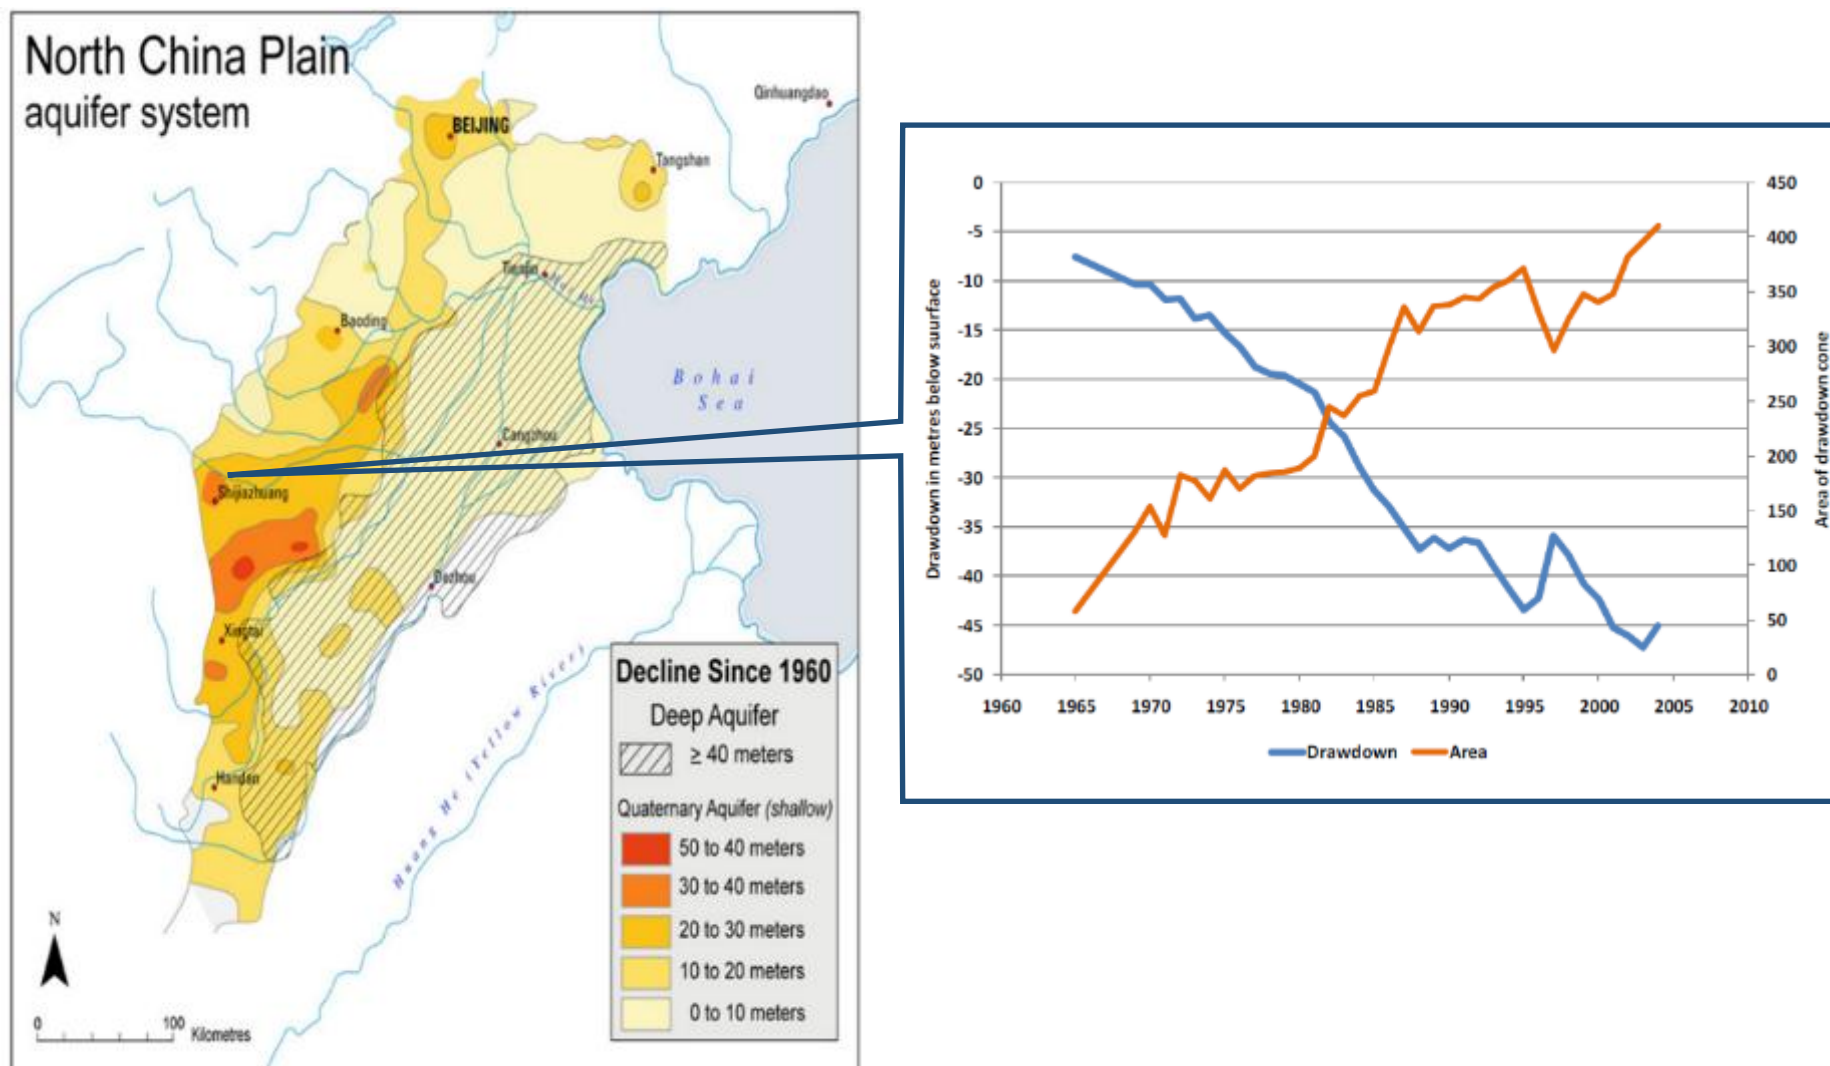 North China Plain
aquifer system
Qinhuangdao
BEIJING
Tangshan
Tianjin
Hai He
Baoding
Bohai
Sea
Cangzhou
Shijiazhuang
Dezhou
Xingtai
Handan
Huang He (Yellow River)
N
0 100 Kilometres
Decline Since 1960
Deep Aquifer
≥ 40 meters
Quaternary Aquifer (shallow)
50 to 40 meters
30 to 40 meters
20 to 30 meters
10 to 20 meters
0 to 10 meters
Drawdown in metres below suurface
0
-5
-10
-15
-20
-25
-30
-35
-40
-45
-50
450
400
350
300
250
200
150
100
50
0
Area of drawdown cone
1960 1965 1970 1975 1980 1985 1990 1995 2000 2005 2010
Drawdown Area